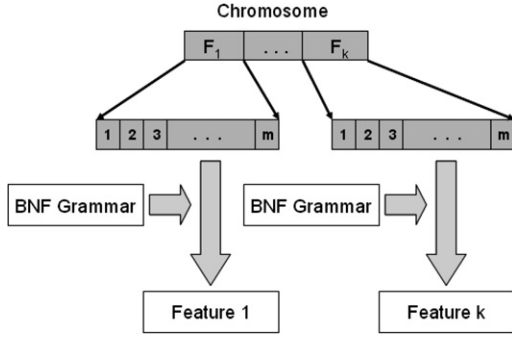 Chromosome
F1 . . . Fk
1 2 3 . . . m 1 2 3 . . . m
BNF Grammar BNF Grammar
Feature 1 Feature k